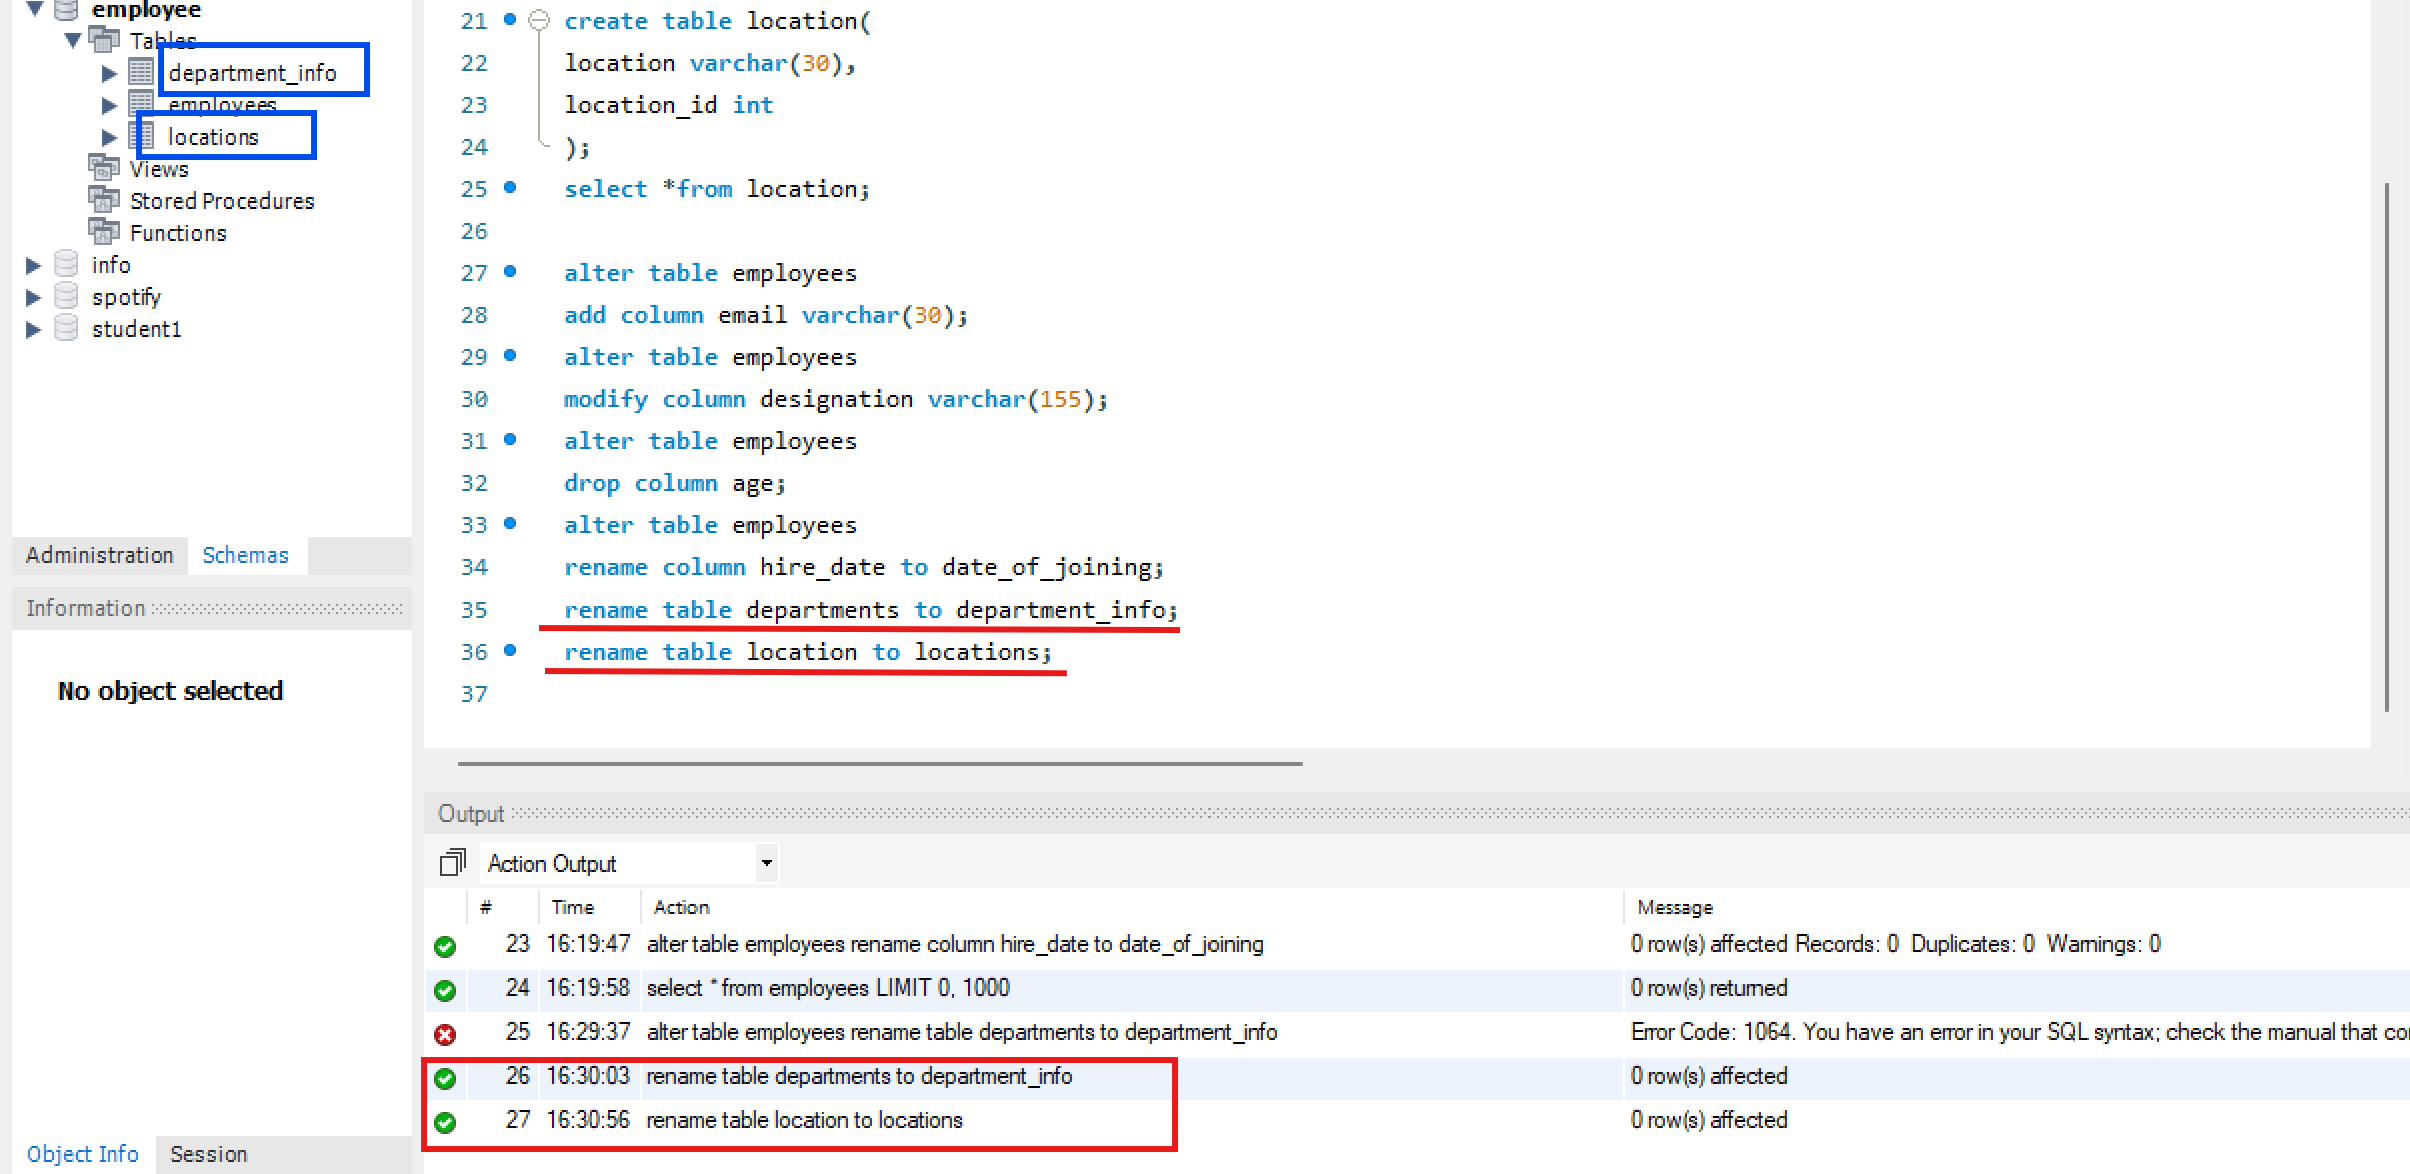 employee
Tables
department_info
employees
locations
Views
Stored Procedures
Functions
info
spotify
student1
Administration Schemas
Information
No object selected
Object Info Session
21 create table location(
22 location varchar(30),
23 location_id int
24 );
25 select *from location;
26
27 alter table employees
28 add column email varchar(30);
29 alter table employees
30 modify column designation varchar(155);
31 alter table employees
32 drop column age;
33 alter table employees
34 rename column hire_date to date_of_joining;
35 rename table departments to department_info;
36 rename table location to locations;
37
Output
Action Output
# Time Action Message
23 16:19:47 alter table employees rename column hire_date to date_of_joining 0 row(s) affected Records: 0 Duplicates: 0 Warnings: 0
24 16:19:58 select * from employees LIMIT 0, 1000 0 row(s) returned
25 16:29:37 alter table employees rename table departments to department_info Error Code: 1064. You have an error in your SQL syntax; check the manual that
26 16:30:03 rename table departments to department_info 0 row(s) affected
27 16:30:56 rename table location to locations 0 row(s) affected